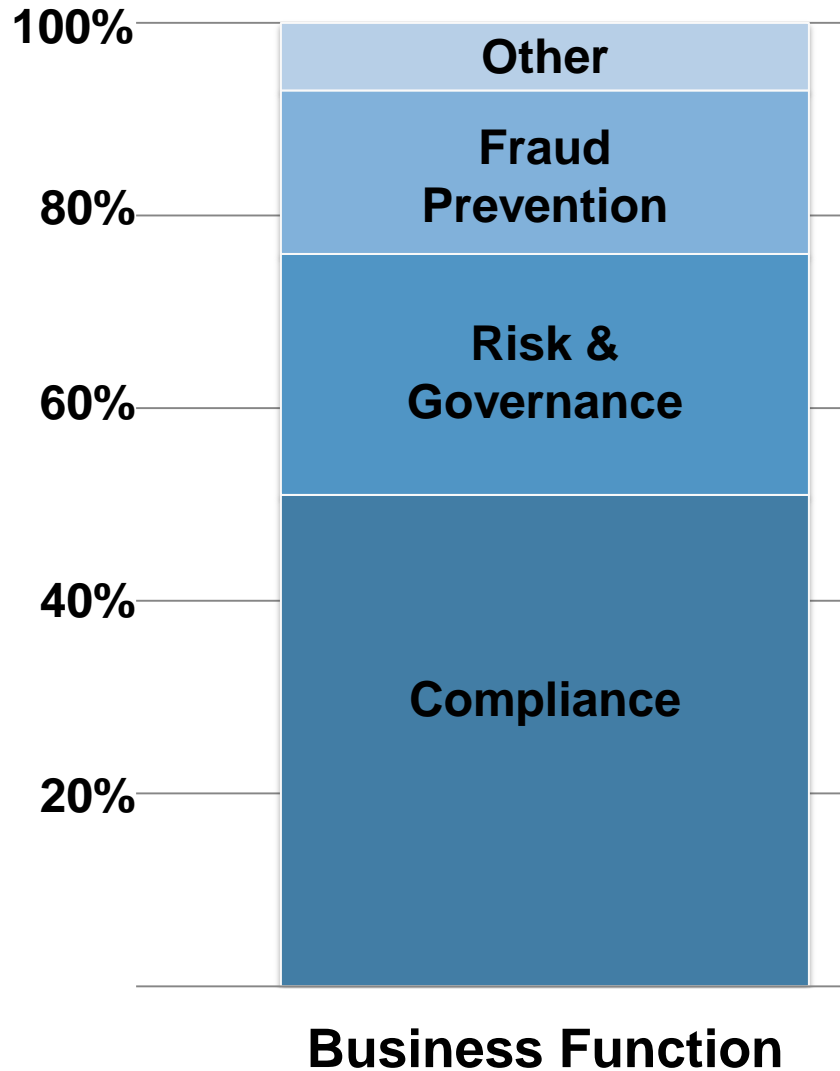 100%
Other
Fraud
Prevention
80%
Risk &
Governance
60%
40%
Compliance
20%
Business Function